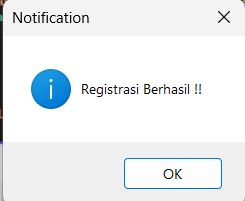 Notification
Registrasi Berhasil !!
OK